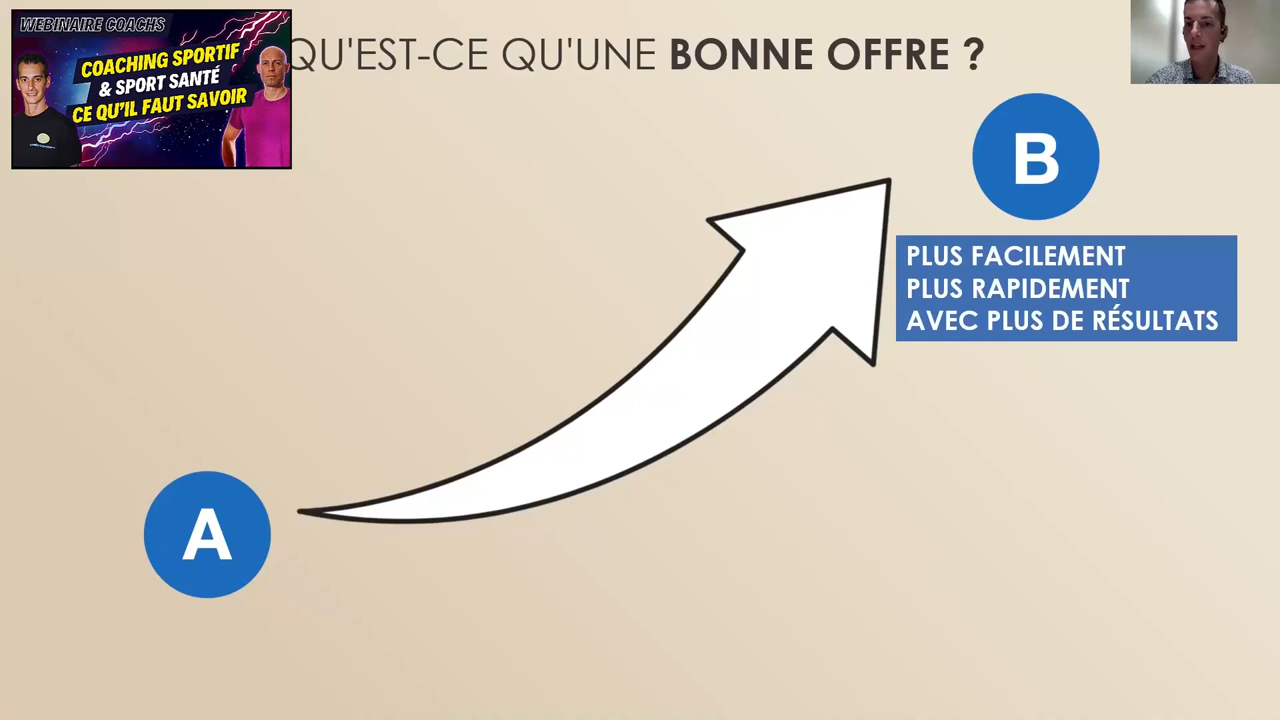 WEBINAIRE COACHS
COACHING SPORTIF
& SPORT SANTÉ
CE QU'IL FAUT SAVOIR
QU'EST-CE QU'UNE BONNE OFFRE ?
B
PLUS FACILEMENT
PLUS RAPIDEMENT
AVEC PLUS DE RÉSULTATS
A